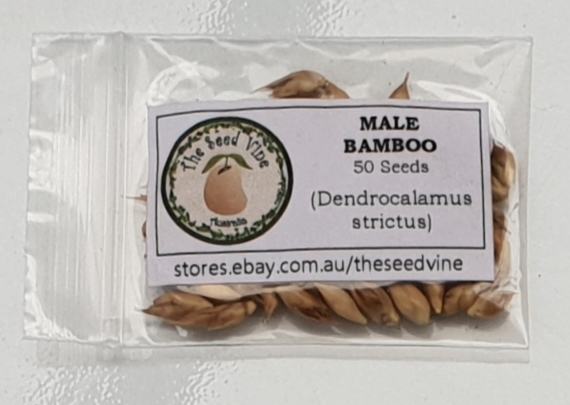 The Seed Vine
Australia
MALE
BAMBOO
50 Seeds
(Dendrocalamus
strictus)
stores.ebay.com.au/theseedvine